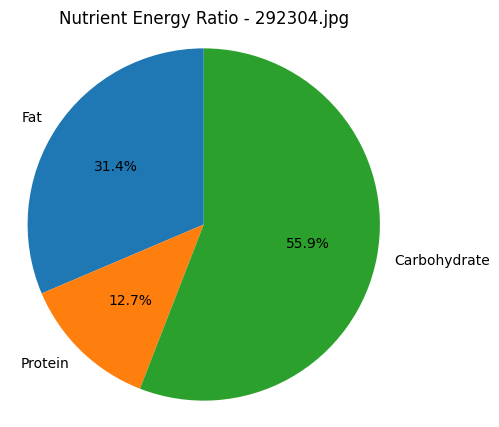 Nutrient Energy Ratio - 292304.jpg
Fat
31.4%
55.9%
Carbohydrate
12.7%
Protein